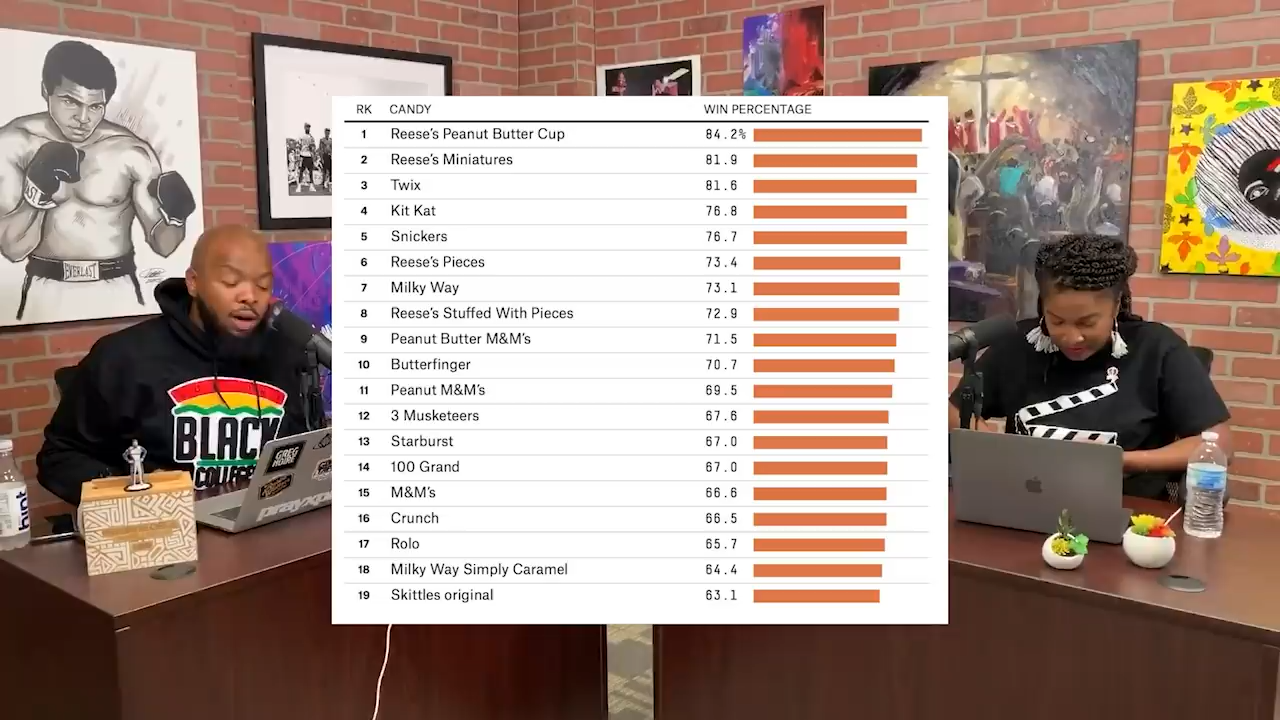 RK CANDY WIN PERCENTAGE
1 Reese's Peanut Butter Cup 84.2%
2 Reese's Miniatures 81.9
3 Twix 81.6
4 Kit Kat 76.8
5 Snickers 76.7
6 Reese's Pieces 73.4
7 Milky Way 73.1
8 Reese's Stuffed With Pieces 72.9
9 Peanut Butter M&M's 71.5
10 Butterfinger 70.7
11 Peanut M&M's 69.5
12 3 Musketeers 67.6
13 Starburst 67.0
14 100 Grand 67.0
15 M&M's 66.6
16 Crunch 66.5
17 Rolo 65.7
18 Milky Way Simply Caramel 64.4
19 Skittles original 63.1
EVERLAST
BLACK
COLLEGE
GREG
HOUSE
hint